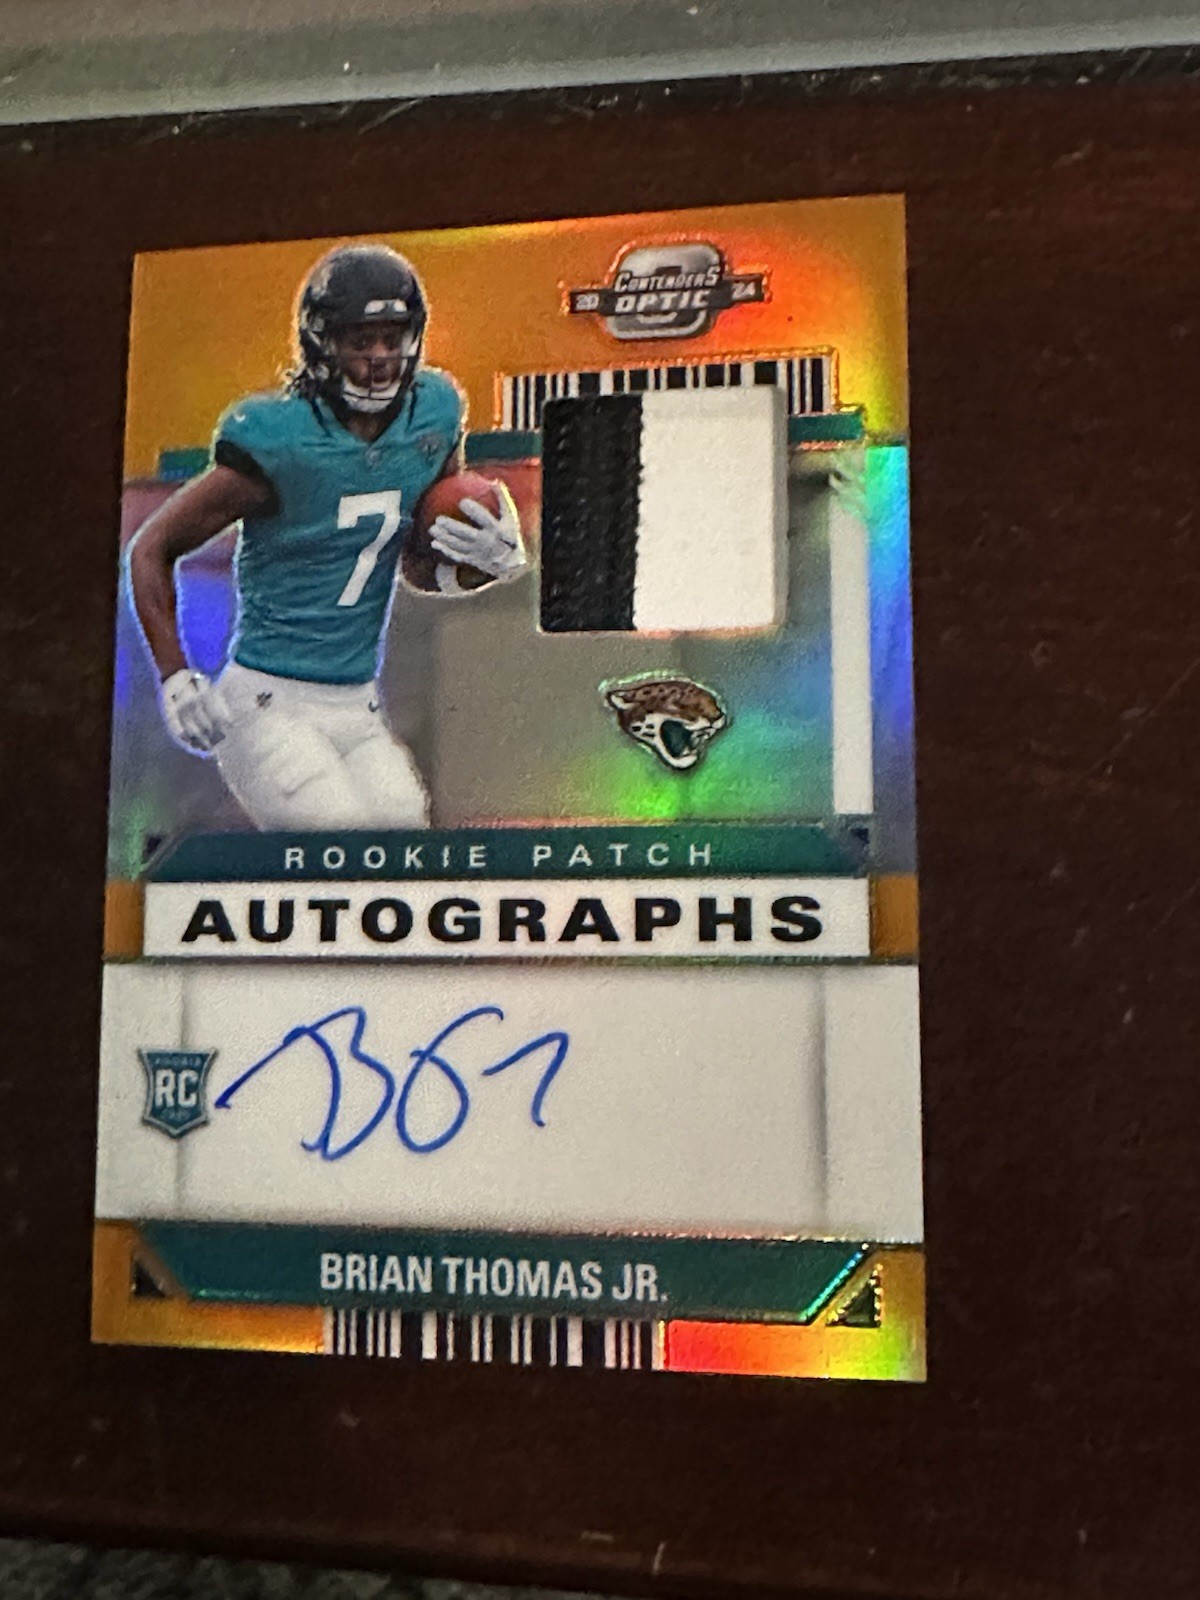 CONTENDERS
20 OPTIC 24
7
ROOKIE PATCH
AUTOGRAPHS
RC
BRIAN THOMAS JR.